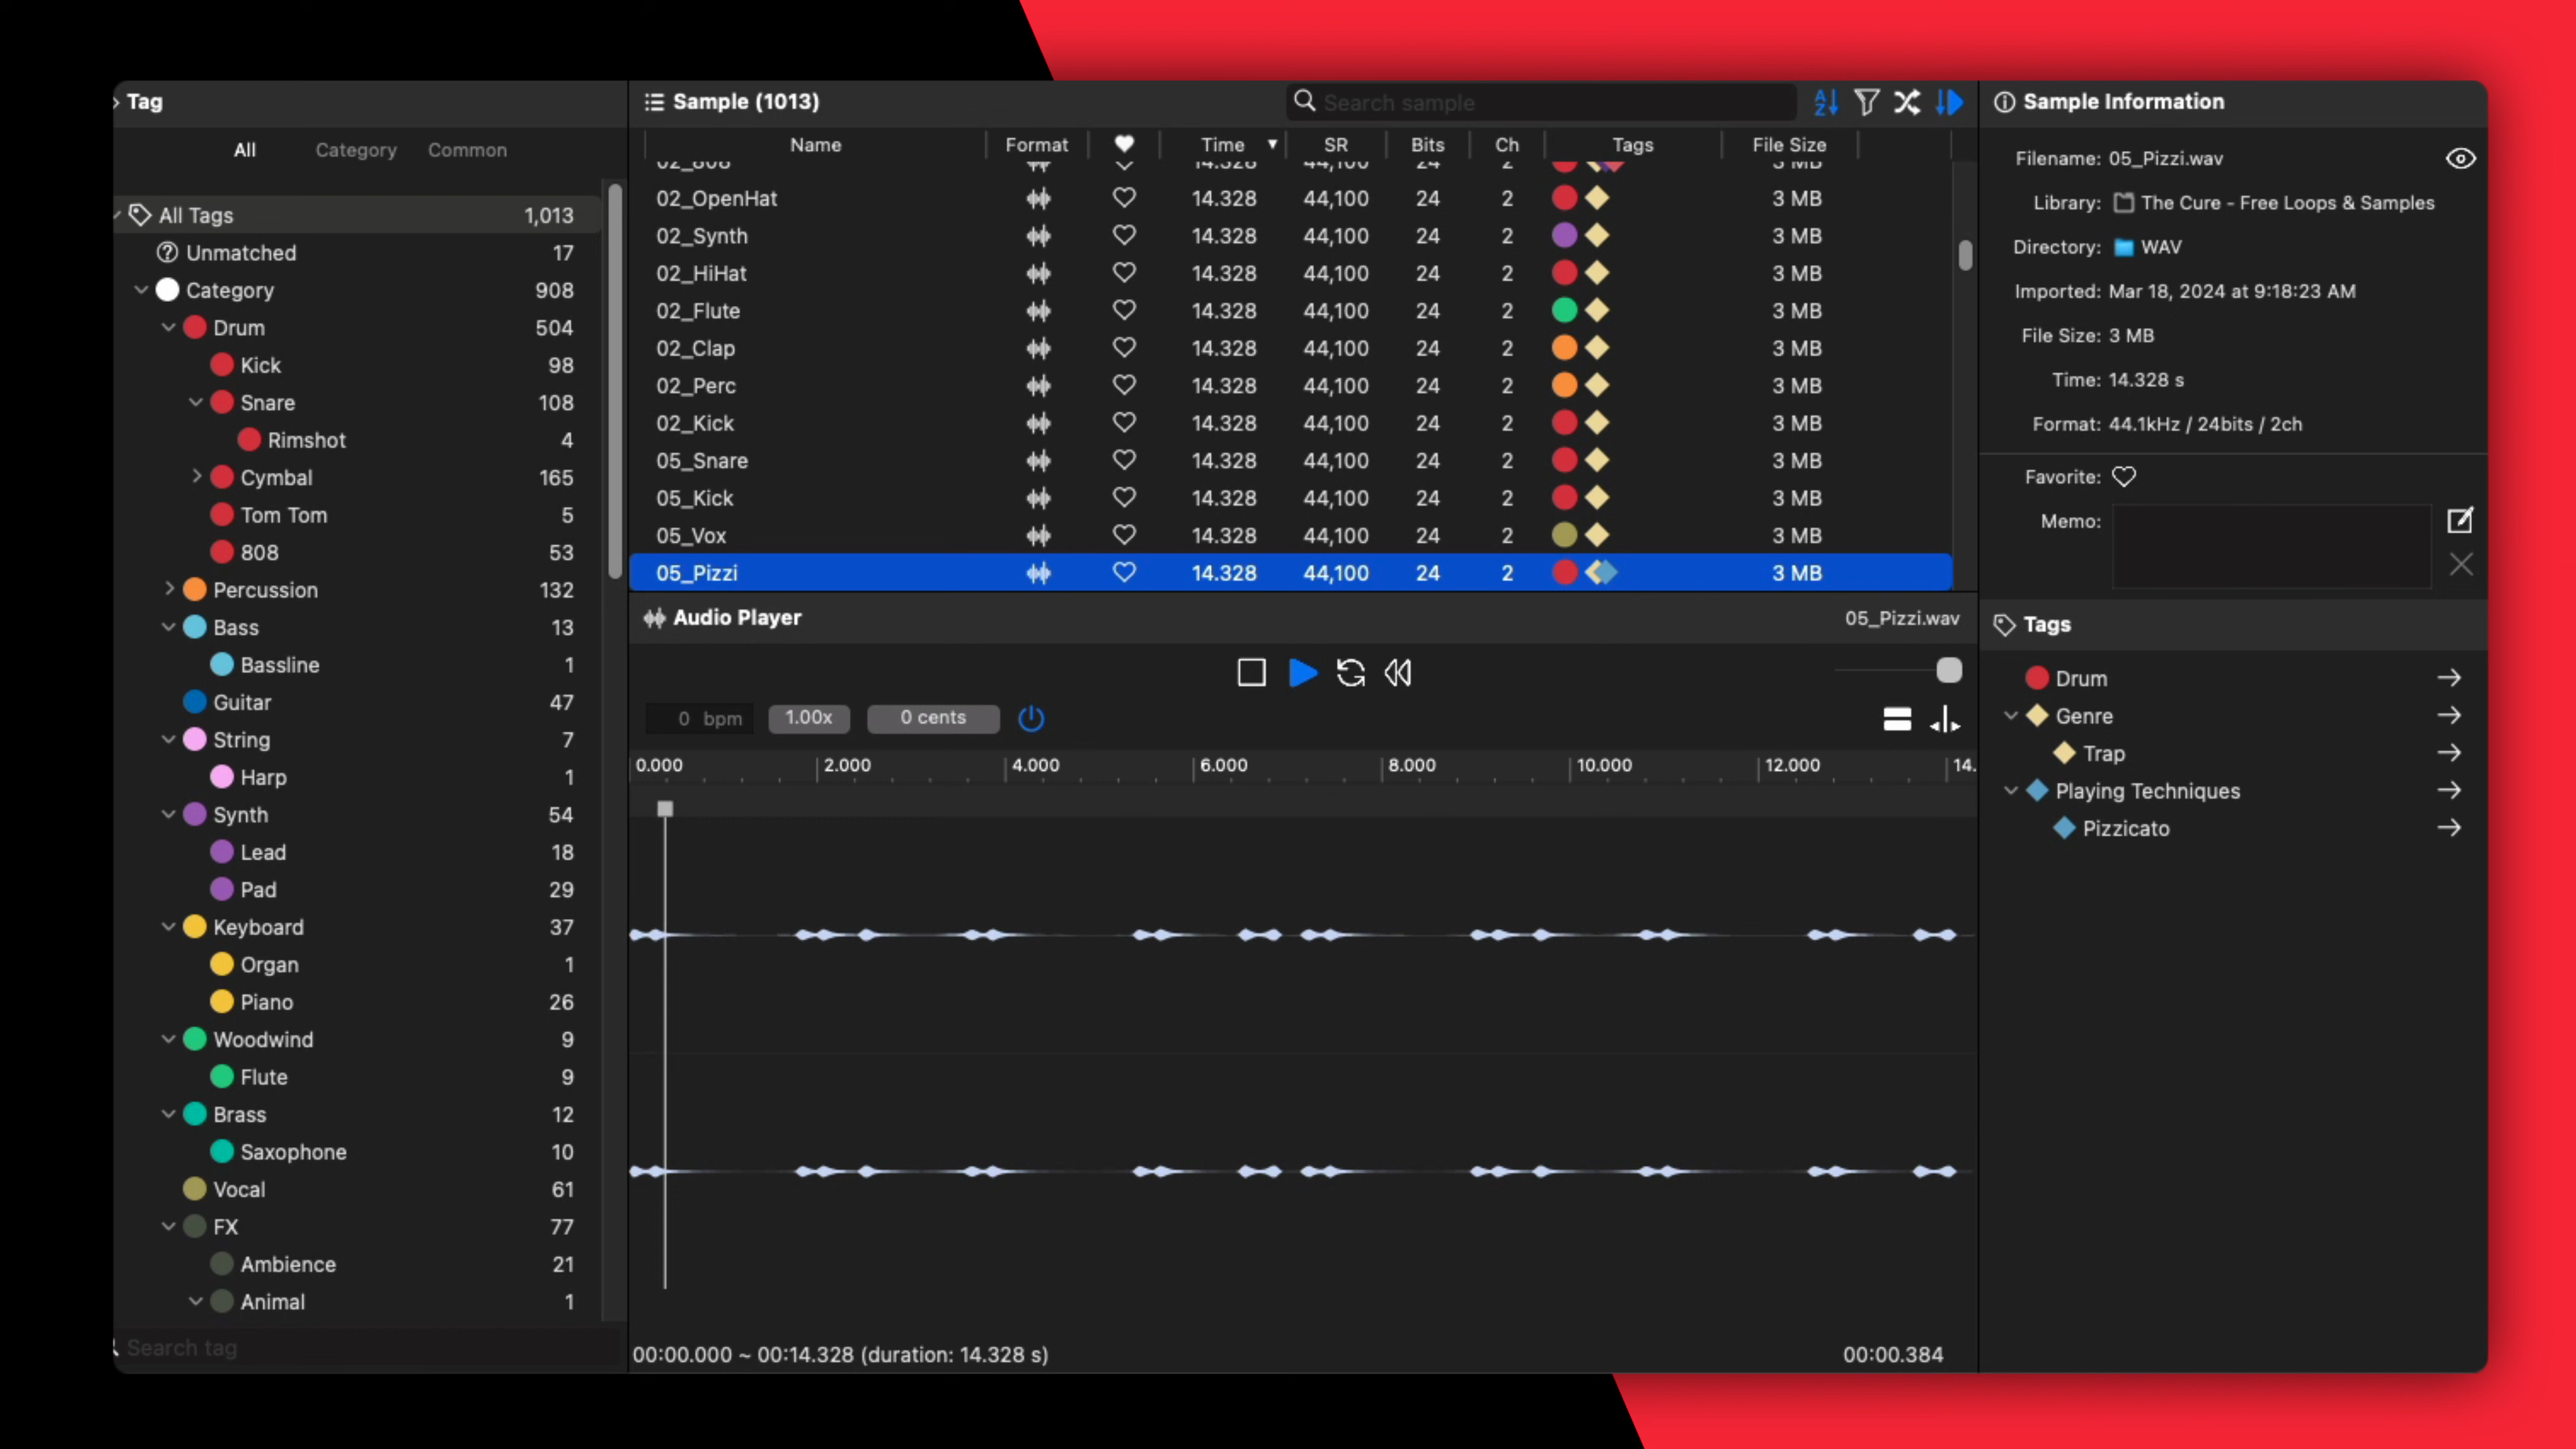 Tag
All Category Common
All Tags 1,013
Unmatched 17
Category 908
Drum 504
Kick 98
Snare 108
Rimshot 4
Cymbal 165
Tom Tom 5
808 53
Percussion 132
Bass 13
Bassline 1
Guitar 47
String 7
Harp 1
Synth 54
Lead 18
Pad 29
Keyboard 37
Organ 1
Piano 26
Woodwind 9
Flute 9
Brass 12
Saxophone 10
Vocal 61
FX 77
Ambience 21
Animal 1
Search tag
Sample (1013)
Search sample
Name Format Time SR Bits Ch Tags File Size
02_808 14.328 44,100 24 2 3 MB
02_OpenHat 14.328 44,100 24 2 3 MB
02_Synth 14.328 44,100 24 2 3 MB
02_HiHat 14.328 44,100 24 2 3 MB
02_Flute 14.328 44,100 24 2 3 MB
02_Clap 14.328 44,100 24 2 3 MB
02_Perc 14.328 44,100 24 2 3 MB
02_Kick 14.328 44,100 24 2 3 MB
05_Snare 14.328 44,100 24 2 3 MB
05_Kick 14.328 44,100 24 2 3 MB
05_Vox 14.328 44,100 24 2 3 MB
05_Pizzi 14.328 44,100 24 2 3 MB
Audio Player 05_Pizzi.wav
0 bpm 1.00x 0 cents
0.000 2.000 4.000 6.000 8.000 10.000 12.000 14.
00:00.000 ~ 00:14.328 (duration: 14.328 s) 00:00.384
Sample Information
Filename: 05_Pizzi.wav
Library: The Cure - Free Loops & Samples
Directory: WAV
Imported: Mar 18, 2024 at 9:18:23 AM
File Size: 3 MB
Time: 14.328 s
Format: 44.1kHz / 24bits / 2ch
Favorite:
Memo:
Tags
Drum
Genre
Trap
Playing Techniques
Pizzicato